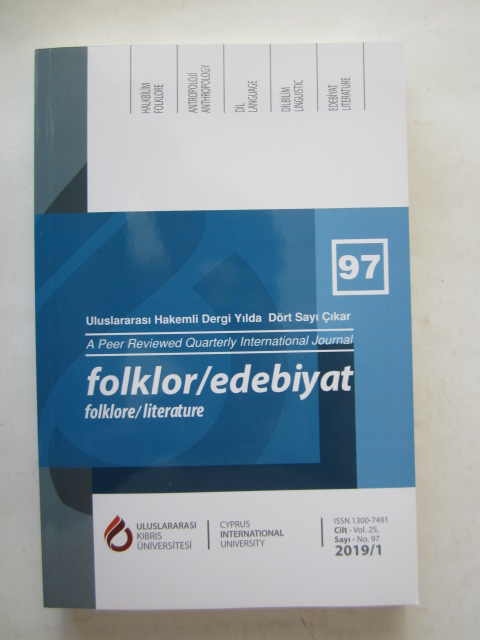 HALKBİLİM
FOLKLORE
ANTROPOLOJİ
ANTHROPOLOGY
DİL
LANGUAGE
DİLBİLİM
LINGUISTIC
EDEBİYAT
LITERATURE
97
Uluslararası Hakemli Dergi Yılda Dört Sayı Çıkar
A Peer Reviewed Quarterly International Journal
folklor/edebiyat
folklore/literature
ULUSLARARASI
KIBRIS
ÜNİVERSİTESİ
CYPRUS
INTERNATIONAL
UNIVERSITY
ISSN 1300-7491
Cilt - Vol. 25,
Sayı - No. 97
2019/1